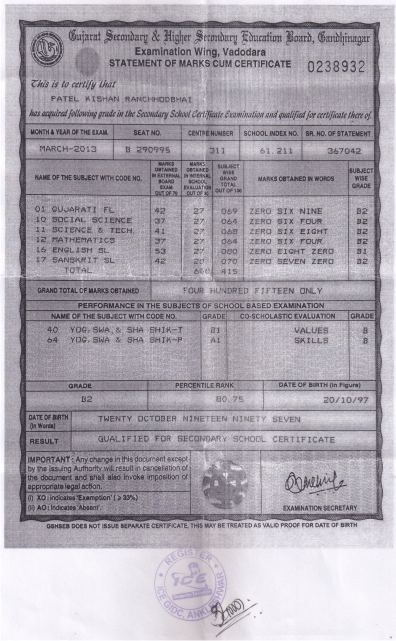 Gujarat Secondary & Higher Secondary Education Board, Gandhinagar
Examination Wing, Vadodara
STATEMENT OF MARKS CUM CERTIFICATE
0238932
This is to certify that
PATEL KISHAN RANCHHODBHAI
has acquired following grade in the Secondary School Certificate Examination and qualified for certificate there of.
MONTH & YEAR OF THE EXAM. SEAT NO. CENTRE NUMBER SCHOOL INDEX NO. SR. NO. OF STATEMENT
MARCH-2013 B 290995 311 61.211 367042
NAME OF THE SUBJECT WITH CODE NO. MARKS OBTAINED IN EXTERNAL BOARD EXAM OUT OF 70 MARKS OBTAINED IN INTERNAL SCHOOL EVALUATION OUT OF 30 SUBJECT WISE GRAND TOTAL OUT OF 100 MARKS OBTAINED IN WORDS SUBJECT WISE GRADE
01 GUJARATI FL 42 27 069 ZERO SIX NINE B2
10 SOCIAL SCIENCE 37 27 064 ZERO SIX FOUR B2
11 SCIENCE & TECH. 41 27 068 ZERO SIX EIGHT B2
12 MATHEMATICS 37 27 064 ZERO SIX FOUR B2
16 ENGLISH SL 53 27 080 ZERO EIGHT ZERO B1
17 SANSKRIT SL 42 28 070 ZERO SEVEN ZERO B2
TOTAL 600 415
GRAND TOTAL OF MARKS OBTAINED FOUR HUNDRED FIFTEEN ONLY
PERFORMANCE IN THE SUBJECTS OF SCHOOL BASED EXAMINATION
NAME OF THE SUBJECT WITH CODE NO. GRADE CO-SCHOLASTIC EVALUATION GRADE
40 YOG, SWA & SHA SHIK-T B1 VALUES B
64 YOG, SWA & SHA SHIK-P A1 SKILLS B
GRADE PERCENTILE RANK DATE OF BIRTH (in Figure)
B2 80.75 20/10/97
DATE OF BIRTH (in Words) TWENTY OCTOBER NINETEEN NINETY SEVEN
RESULT QUALIFIED FOR SECONDARY SCHOOL CERTIFICATE
IMPORTANT : Any change in this document except
by the issuing Authority will result in cancellation of
the document and shall also invoke imposition of
appropriate legal action.
(i) XO : indicates 'Exemption' ( ≥ 33%)
(ii) AO : Indicates 'Absent'.
EXAMINATION SECRETARY
GSHSEB DOES NOT ISSUE SEPARATE CERTIFICATE, THIS MAY BE TREATED AS VALID PROOF FOR DATE OF BIRTH
REGISTER
ICE
ICE GIDC, ANKLESHWAR